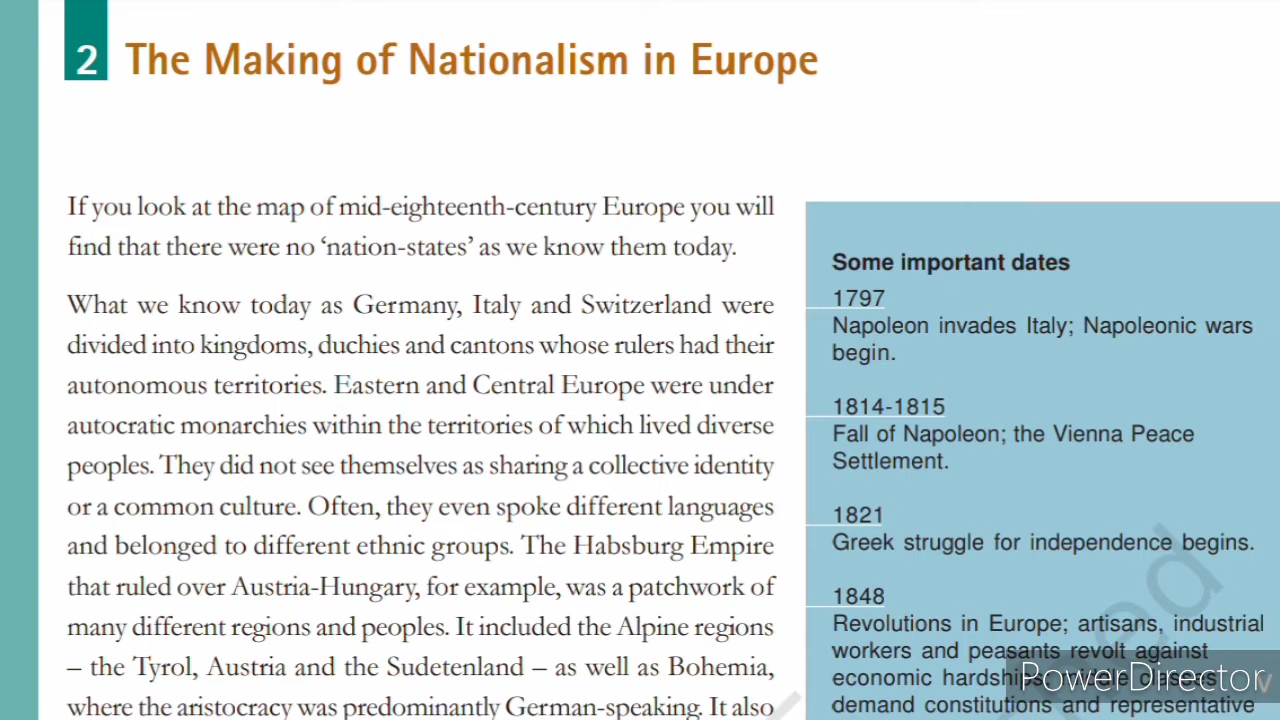 2 The Making of Nationalism in Europe
If you look at the map of mid-eighteenth-century Europe you will
find that there were no ‘nation-states’ as we know them today.
What we know today as Germany, Italy and Switzerland were
divided into kingdoms, duchies and cantons whose rulers had their
autonomous territories. Eastern and Central Europe were under
autocratic monarchies within the territories of which lived diverse
peoples. They did not see themselves as sharing a collective identity
or a common culture. Often, they even spoke different languages
and belonged to different ethnic groups. The Habsburg Empire
that ruled over Austria-Hungary, for example, was a patchwork of
many different regions and peoples. It included the Alpine regions
– the Tyrol, Austria and the Sudetenland – as well as Bohemia,
where the aristocracy was predominantly German-speaking. It also
Some important dates
1797
Napoleon invades Italy; Napoleonic wars
begin.
1814-1815
Fall of Napoleon; the Vienna Peace
Settlement.
1821
Greek struggle for independence begins.
1848
Revolutions in Europe; artisans, industrial
workers and peasants revolt against
economic hardships; middle classes
demand constitutions and representative
PowerDirector